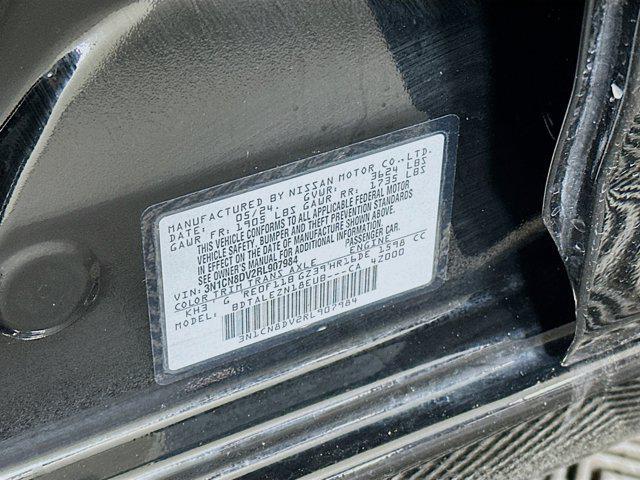 MANUFACTURED BY NISSAN MOTOR CO.,LTD.
DATE: 05/24 GVWR: 3624 LBS
GAWR FR: 1905 LBS GAWR RR: 1735 LBS
THIS VEHICLE CONFORMS TO ALL APPLICABLE FEDERAL MOTOR
VEHICLE SAFETY, BUMPER AND THEFT PREVENTION STANDARDS
IN EFFECT ON THE DATE OF MANUFACTURE SHOWN ABOVE.
SEE OWNER'S MANUAL FOR ADDITIONAL INFORMATION.
VIN: 3N1CN8DV2RL907984 PASSENGER CAR.
COLOR TRIM TRANS AXLE ENGINE
KH3 G RE0F11B GZ39 HR16DE 1598 CC
MODEL: BDTALEZN18EUB---CA 4Z000
3N1CN8DV2RL907984